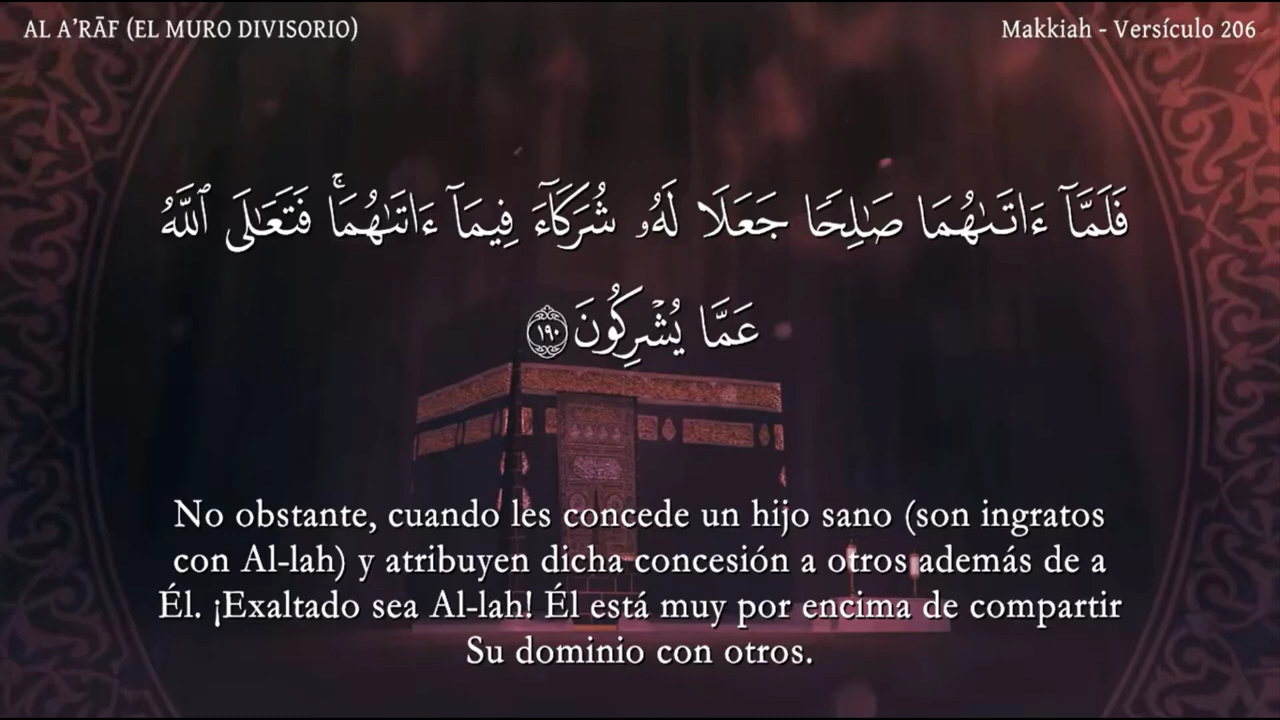 AL A’RĀF (EL MURO DIVISORIO)
Makkiah - Versículo 206
فَلَمَّآ ءَاتَىٰهُمَا صَٰلِحًا جَعَلَا لَهُۥ شُرَكَآءَ فِيمَآ ءَاتَىٰهُمَاۚ فَتَعَٰلَى ٱللَّهُ
عَمَّا يُشْرِكُونَ ١٩٠
No obstante, cuando les concede un hijo sano (son ingratos
con Al-lah) y atribuyen dicha concesión a otros además de a
Él. ¡Exaltado sea Al-lah! Él está muy por encima de compartir
Su dominio con otros.